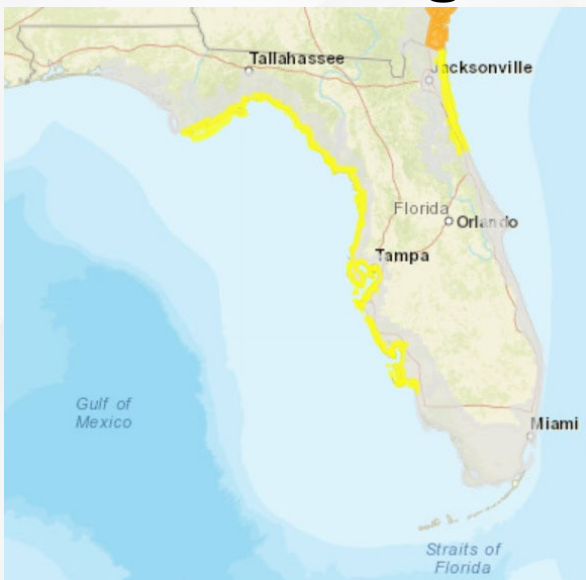 Tallahassee
Jacksonville
Florida
Orlando
Tampa
Gulf of
Mexico
Miami
Straits of
Florida